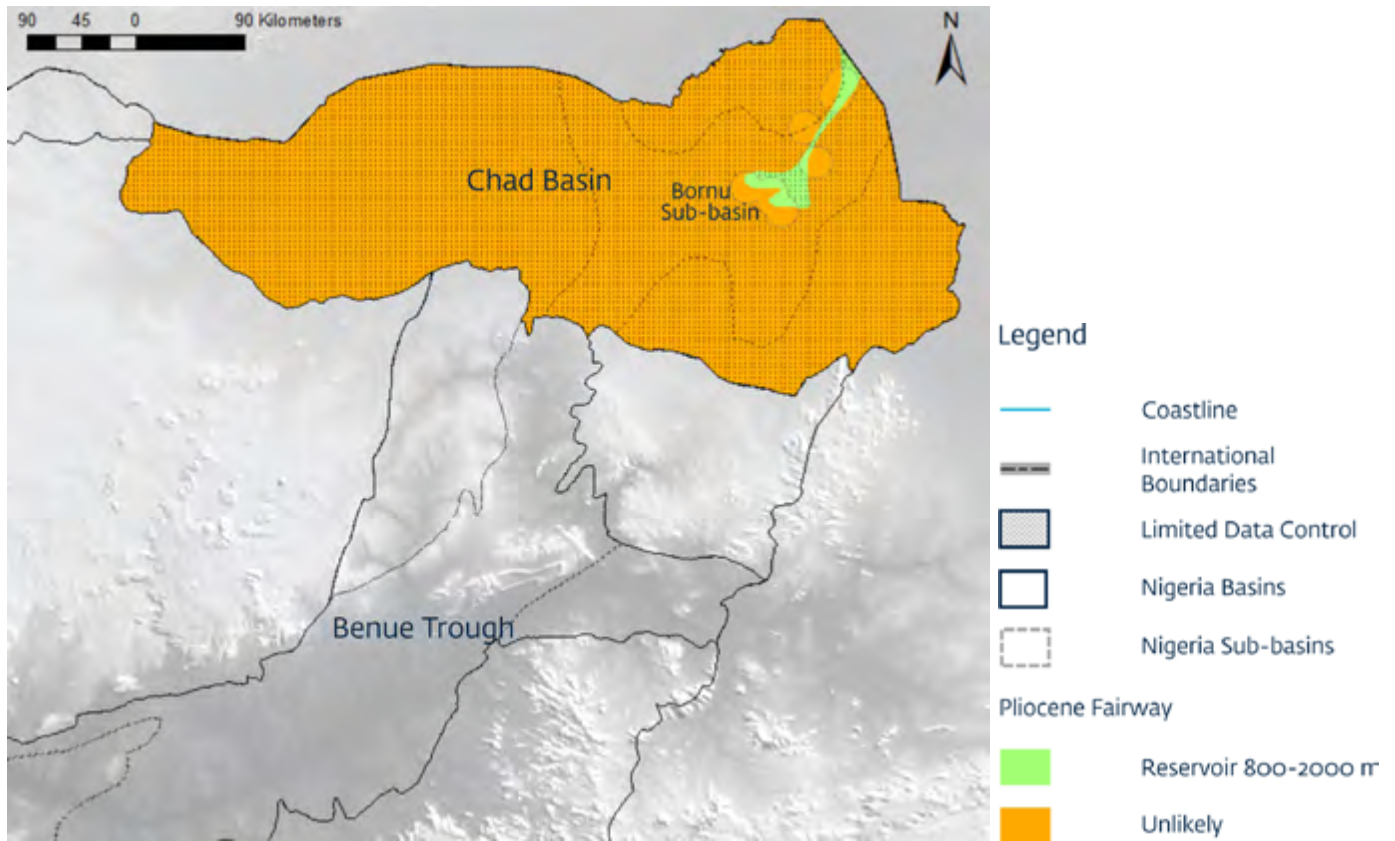 90 45 0 90 Kilometers
N
Chad Basin
Bornu
Sub-basin
Benue Trough
Legend
Coastline
International
Boundaries
Limited Data Control
Nigeria Basins
Nigeria Sub-basins
Pliocene Fairway
Reservoir 800-2000 m
Unlikely